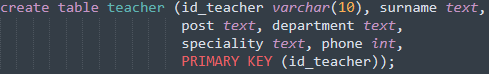 create table teacher (id_teacher varchar(10), surname text,
post text, department text,
speciality text, phone int,
PRIMARY KEY (id_teacher));